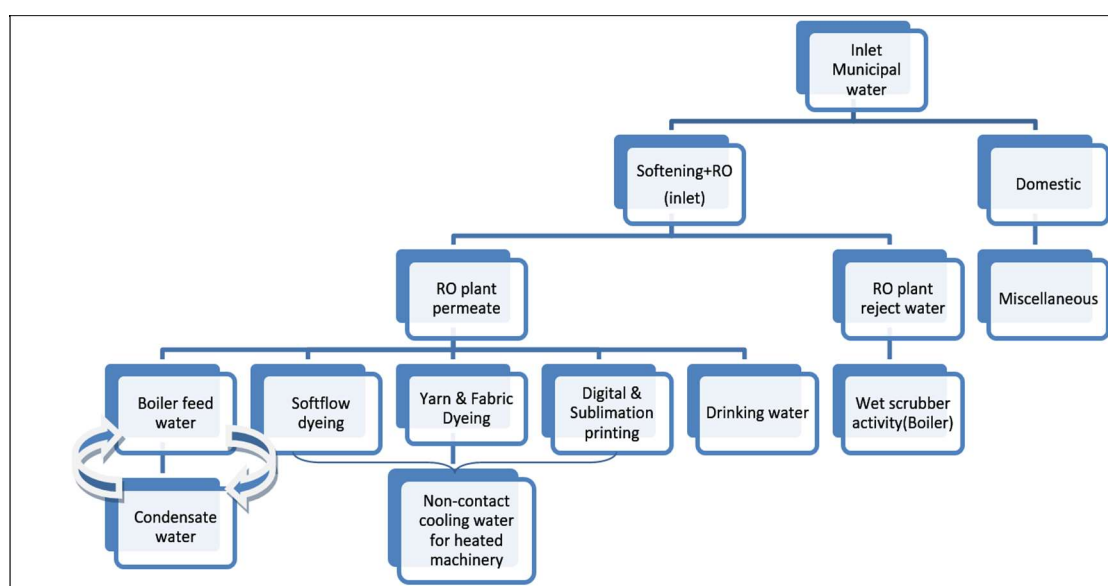 Inlet
Municipal
water
Softening+RO
(inlet)
Domestic
RO plant
permeate
RO plant
reject water
Miscellaneous
Boiler feed
water
Softflow
dyeing
Yarn & Fabric
Dyeing
Digital &
Sublimation
printing
Drinking water
Wet scrubber
activity(Boiler)
Condensate
water
Non-contact
cooling water
for heated
machinery